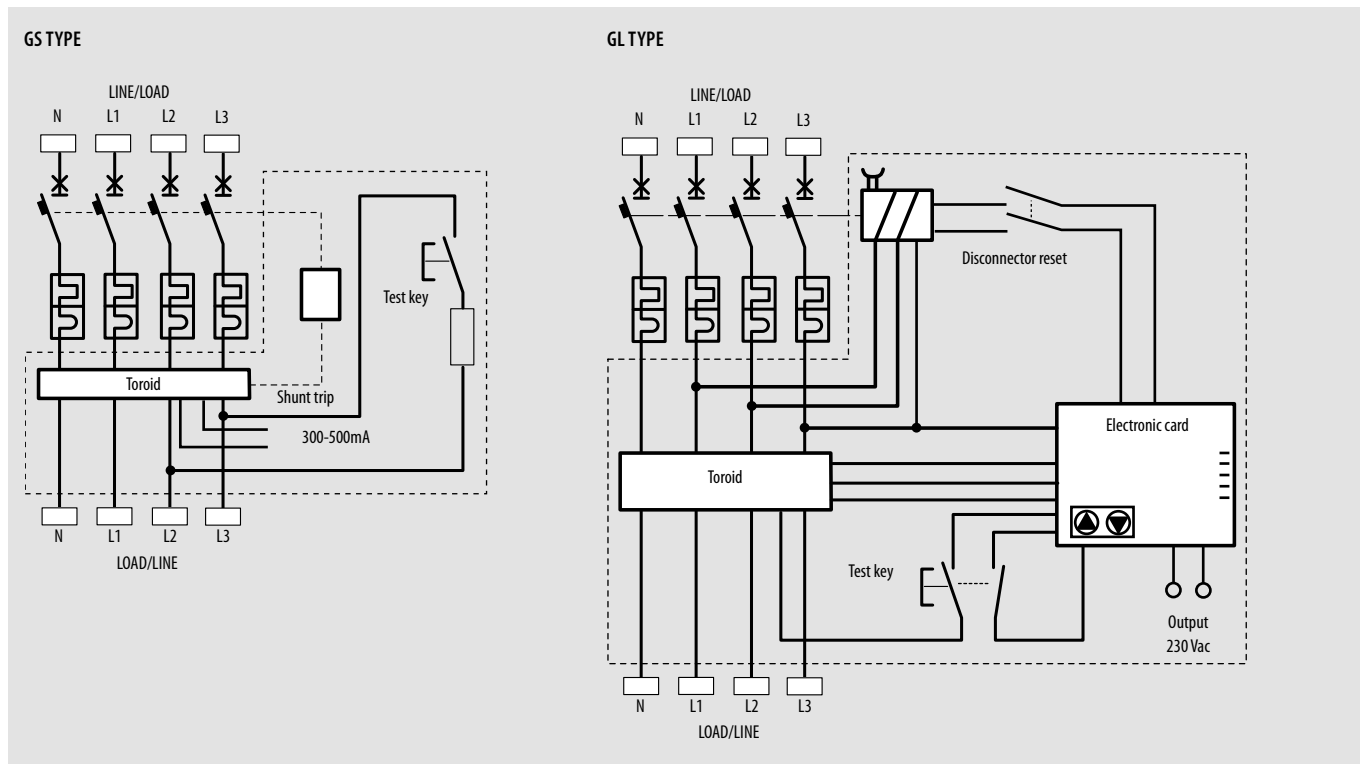 GS TYPE
LINE/LOAD
N L1 L2 L3
Test key
Toroid
Shunt trip
300-500mA
N L1 L2 L3
LOAD/LINE
GL TYPE
LINE/LOAD
N L1 L2 L3
Disconnector reset
Electronic card
Toroid
Test key
Output
230 Vac
N L1 L2 L3
LOAD/LINE